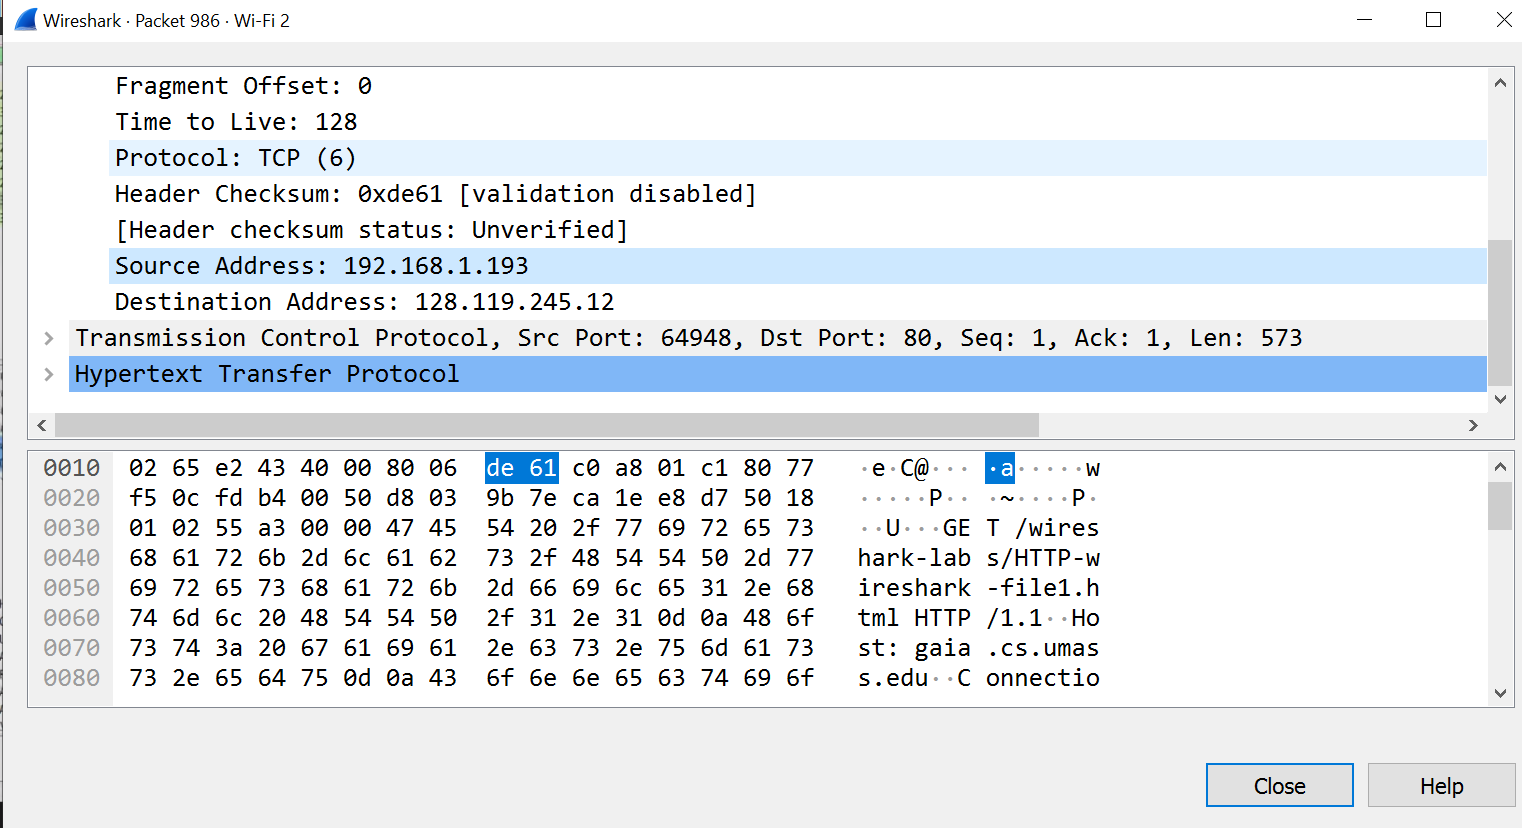 Wireshark · Packet 986 · Wi-Fi 2
Fragment Offset: 0
Time to Live: 128
Protocol: TCP (6)
Header Checksum: 0xde61 [validation disabled]
[Header checksum status: Unverified]
Source Address: 192.168.1.193
Destination Address: 128.119.245.12
Transmission Control Protocol, Src Port: 64948, Dst Port: 80, Seq: 1, Ack: 1, Len: 573
Hypertext Transfer Protocol
0010 02 65 e2 43 40 00 80 06 de 61 c0 a8 01 c1 80 77 ·e·C@··· ·a·····w
0020 f5 0c fd b4 00 50 d8 03 9b 7e ca 1e e8 d7 50 18 ·····P·· ·~····P·
0030 01 02 55 a3 00 00 47 45 54 20 2f 77 69 72 65 73 ··U···GE T /wires
0040 68 61 72 6b 2d 6c 61 62 73 2f 48 54 54 50 2d 77 hark-lab s/HTTP-w
0050 69 72 65 73 68 61 72 6b 2d 66 69 6c 65 31 2e 68 ireshark -file1.h
0060 74 6d 6c 20 48 54 54 50 2f 31 2e 31 0d 0a 48 6f tml HTTP /1.1··Ho
0070 73 74 3a 20 67 61 69 61 2e 63 73 2e 75 6d 61 73 st: gaia .cs.umas
0080 73 2e 65 64 75 0d 0a 43 6f 6e 6e 65 63 74 69 6f s.edu··C onnectio
Close Help